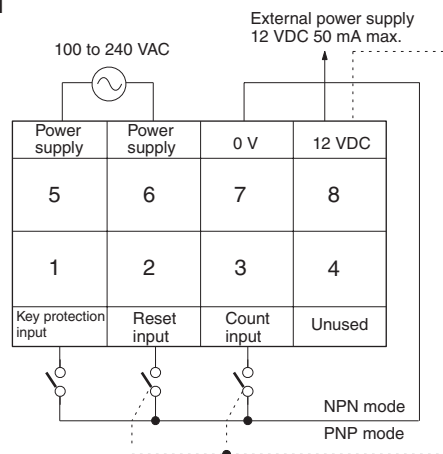 External power supply
12 VDC 50 mA max.
100 to 240 VAC
Power supply
Power supply
0 V
12 VDC
5
6
7
8
1
2
3
4
Key protection input
Reset input
Count input
Unused
NPN mode
PNP mode